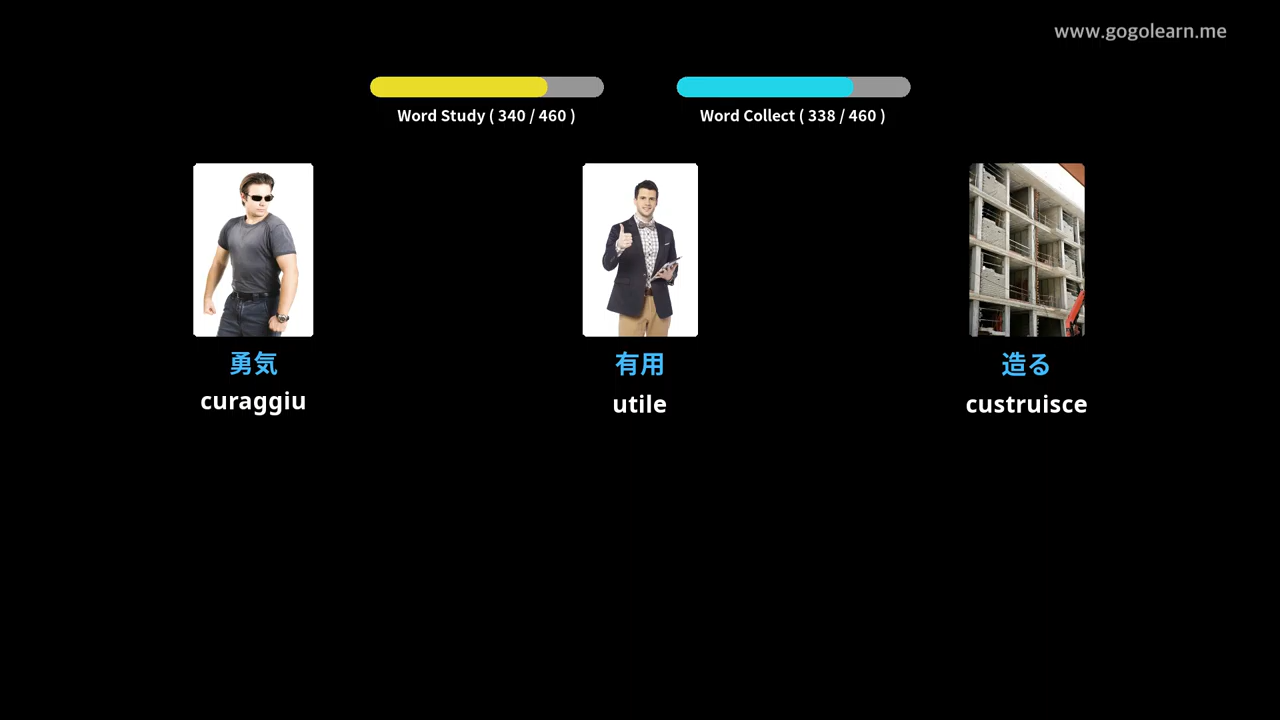 www.gogolearn.me
Word Study ( 340 / 460 )
Word Collect ( 338 / 460 )
勇気
有用
造る
curaggiu
utile
custruisce